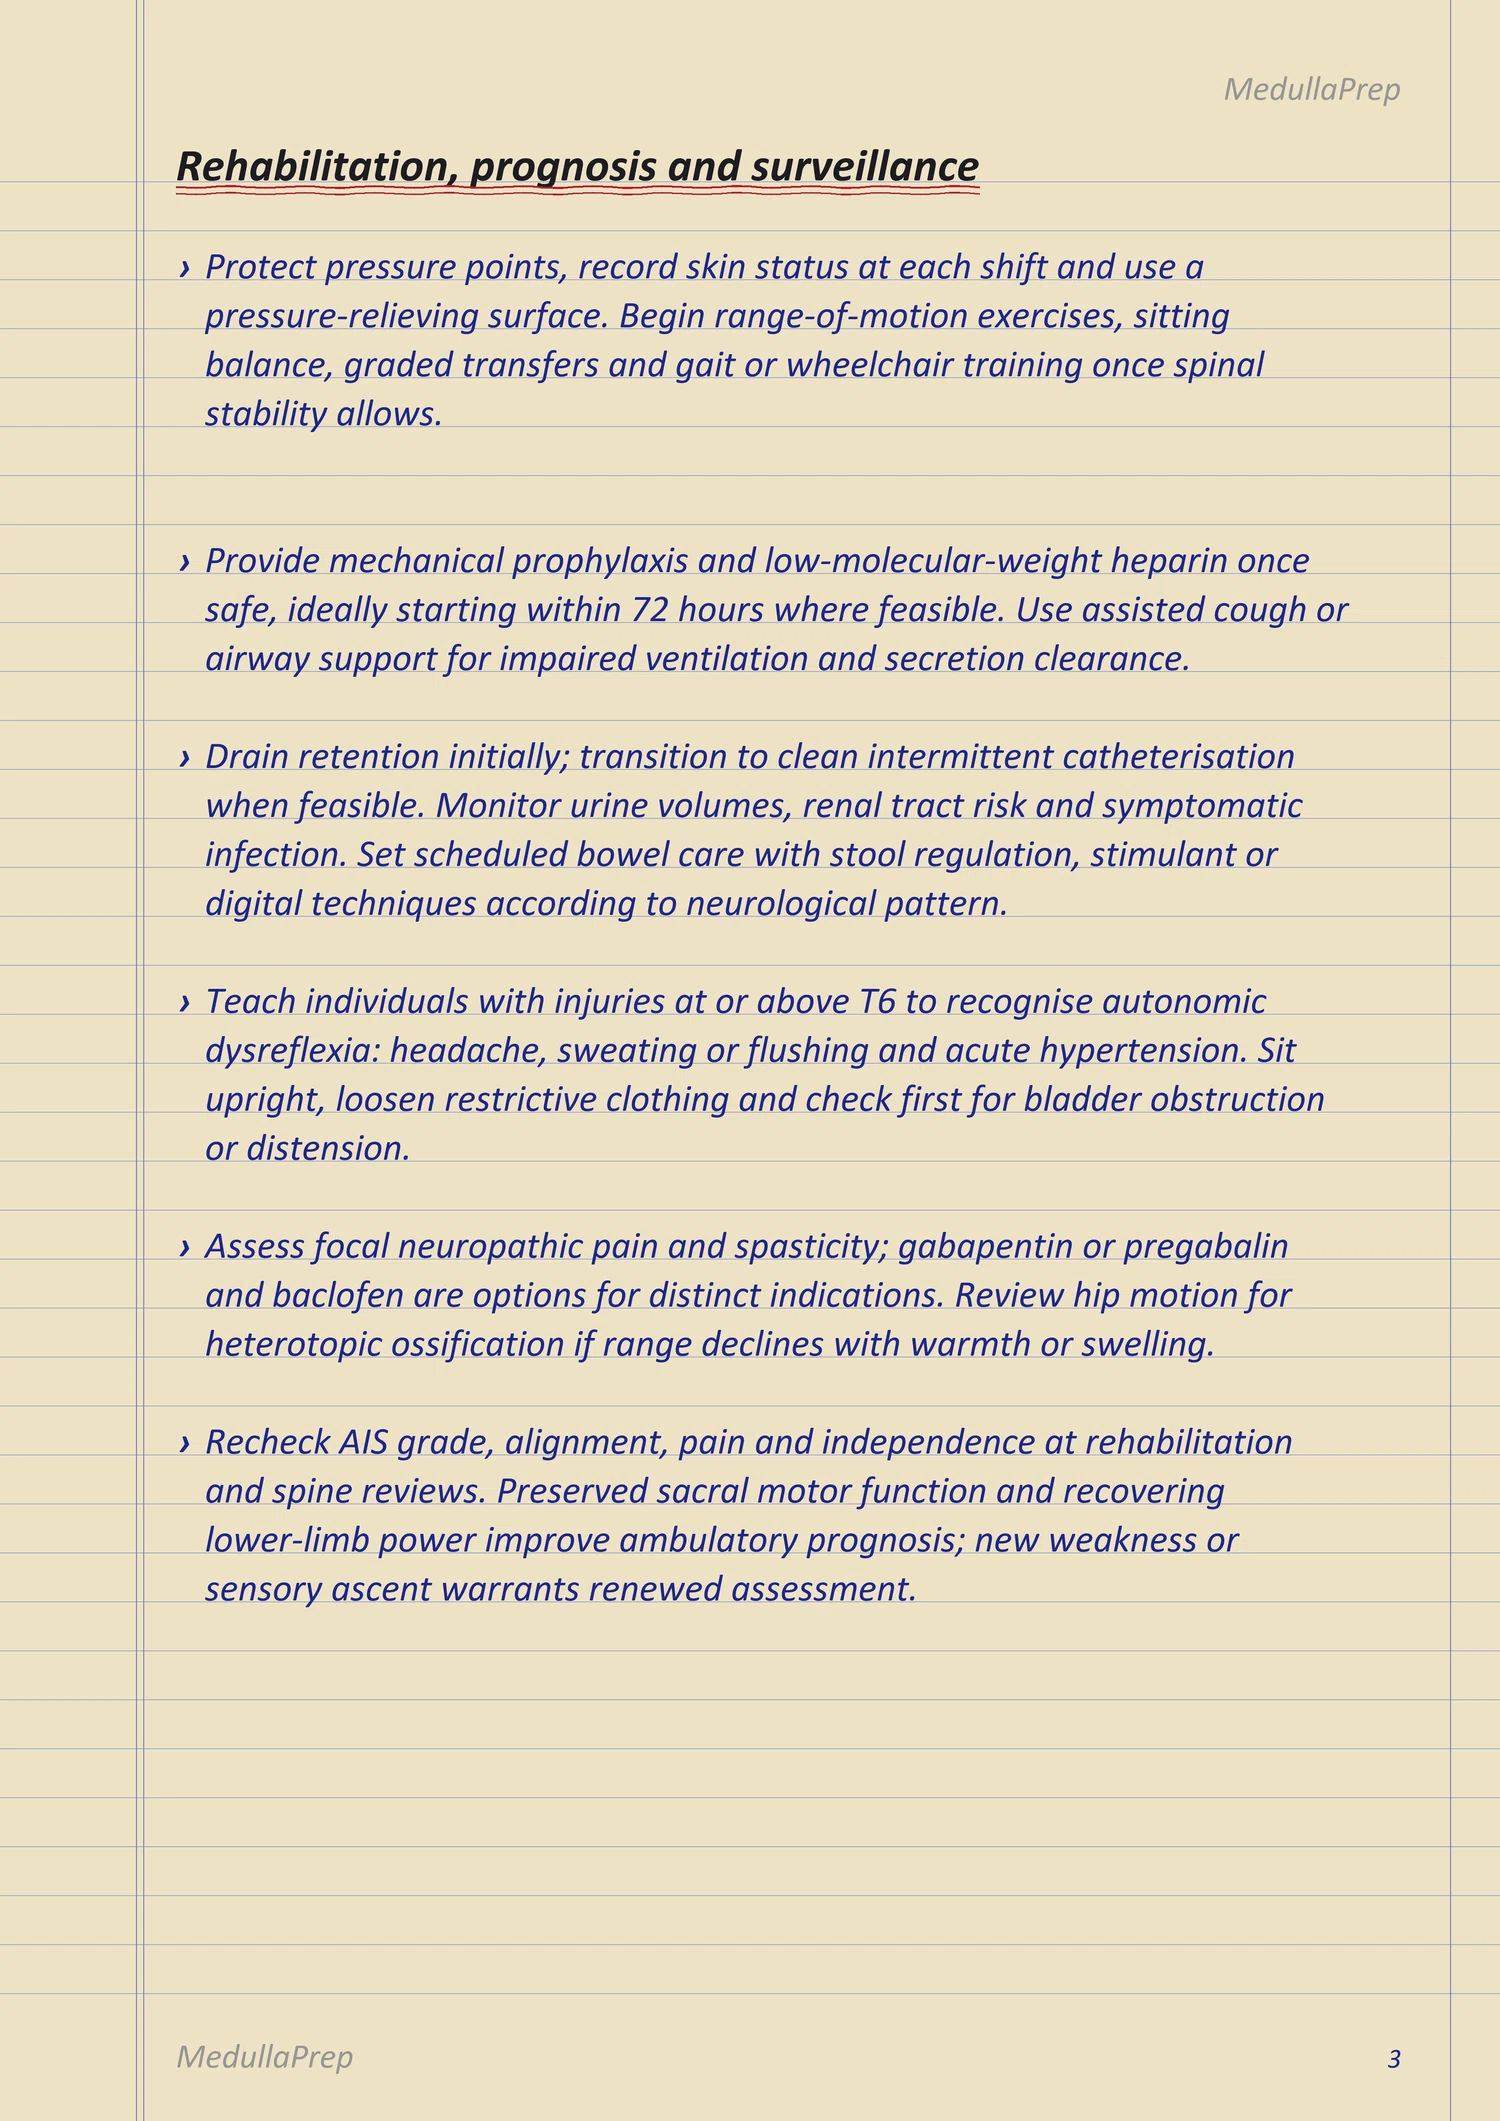 MedullaPrep
Rehabilitation, prognosis and surveillance
› Protect pressure points, record skin status at each shift and use a
pressure-relieving surface. Begin range-of-motion exercises, sitting
balance, graded transfers and gait or wheelchair training once spinal
stability allows.
› Provide mechanical prophylaxis and low-molecular-weight heparin once
safe, ideally starting within 72 hours where feasible. Use assisted cough or
airway support for impaired ventilation and secretion clearance.
› Drain retention initially; transition to clean intermittent catheterisation
when feasible. Monitor urine volumes, renal tract risk and symptomatic
infection. Set scheduled bowel care with stool regulation, stimulant or
digital techniques according to neurological pattern.
› Teach individuals with injuries at or above T6 to recognise autonomic
dysreflexia: headache, sweating or flushing and acute hypertension. Sit
upright, loosen restrictive clothing and check first for bladder obstruction
or distension.
› Assess focal neuropathic pain and spasticity; gabapentin or pregabalin
and baclofen are options for distinct indications. Review hip motion for
heterotopic ossification if range declines with warmth or swelling.
› Recheck AIS grade, alignment, pain and independence at rehabilitation
and spine reviews. Preserved sacral motor function and recovering
lower-limb power improve ambulatory prognosis; new weakness or
sensory ascent warrants renewed assessment.
MedullaPrep
3